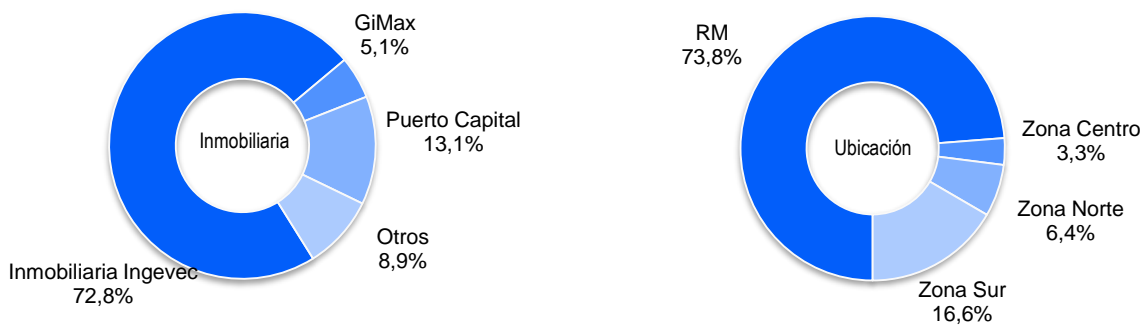 GiMax
5,1%
Puerto Capital
13,1%
Inmobiliaria
Otros
8,9%
Inmobiliaria Ingevec
72,8%
RM
73,8%
Zona Centro
3,3%
Ubicación
Zona Norte
6,4%
Zona Sur
16,6%